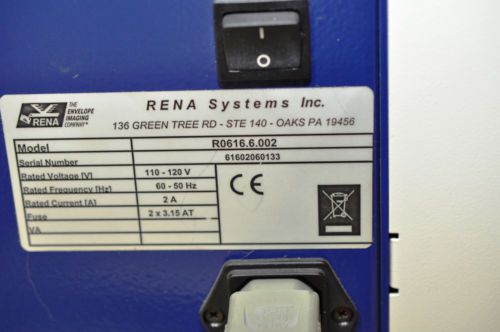 RENA
THE
ENVELOPE
IMAGING
COMPANY®
RENA Systems Inc.
136 GREEN TREE RD - STE 140 - OAKS PA 19456
Model R0616.6.002
Serial Number 61602060133
Rated Voltage [V] 110 - 120 V
Rated Frequency [Hz] 60 - 50 Hz
Rated Current [A] 2 A
Fuse 2 x 3.15 AT
VA
CE